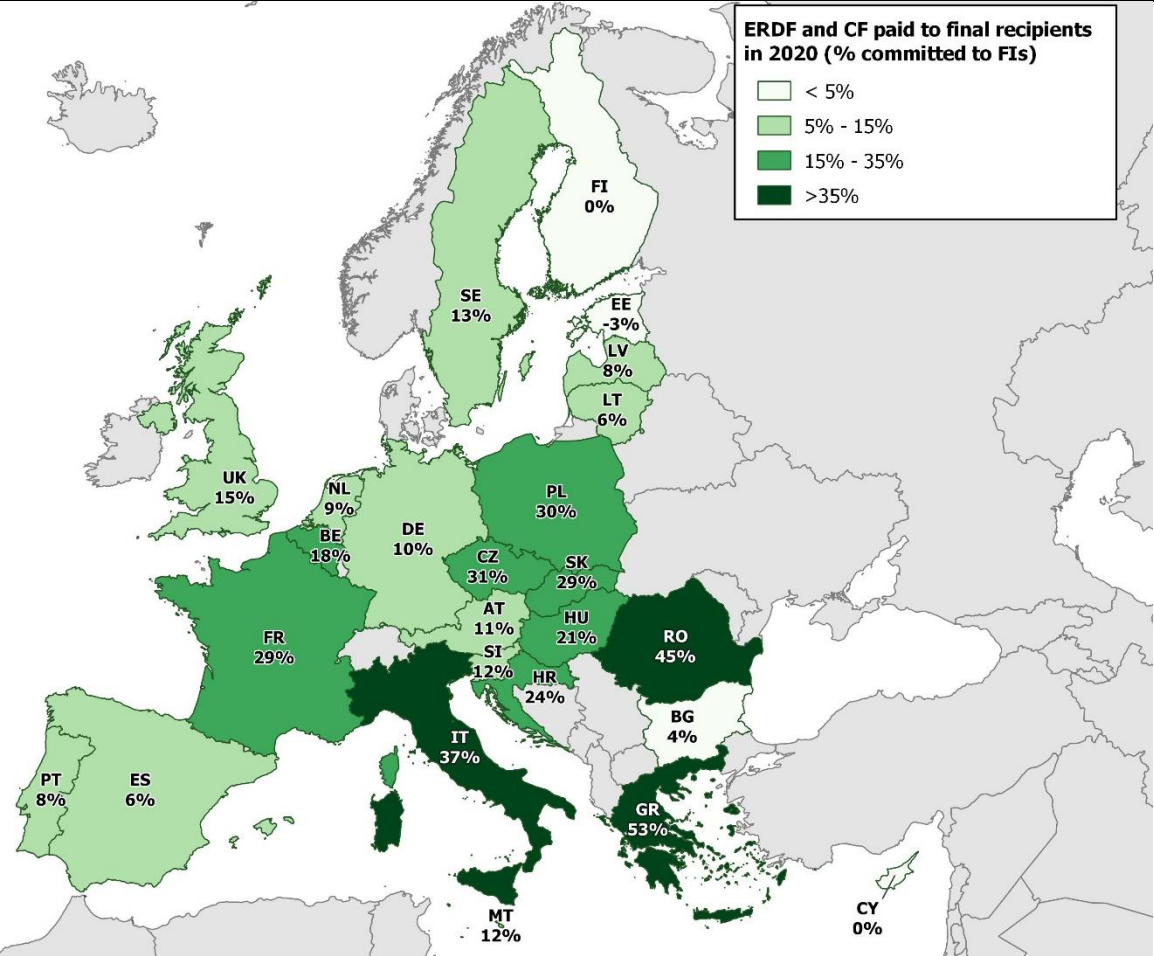 ERDF and CF paid to final recipients
in 2020 (% committed to FIs)
< 5%
5% - 15%
15% - 35%
>35%
FI
0%
SE
13%
EE
-3%
LV
8%
LT
6%
UK
15%
NL
9%
BE
18%
DE
10%
PL
30%
CZ
31%
SK
29%
AT
11%
HU
21%
SI
12%
HR
24%
FR
29%
RO
45%
BG
4%
IT
37%
PT
8%
ES
6%
GR
53%
MT
12%
CY
0%